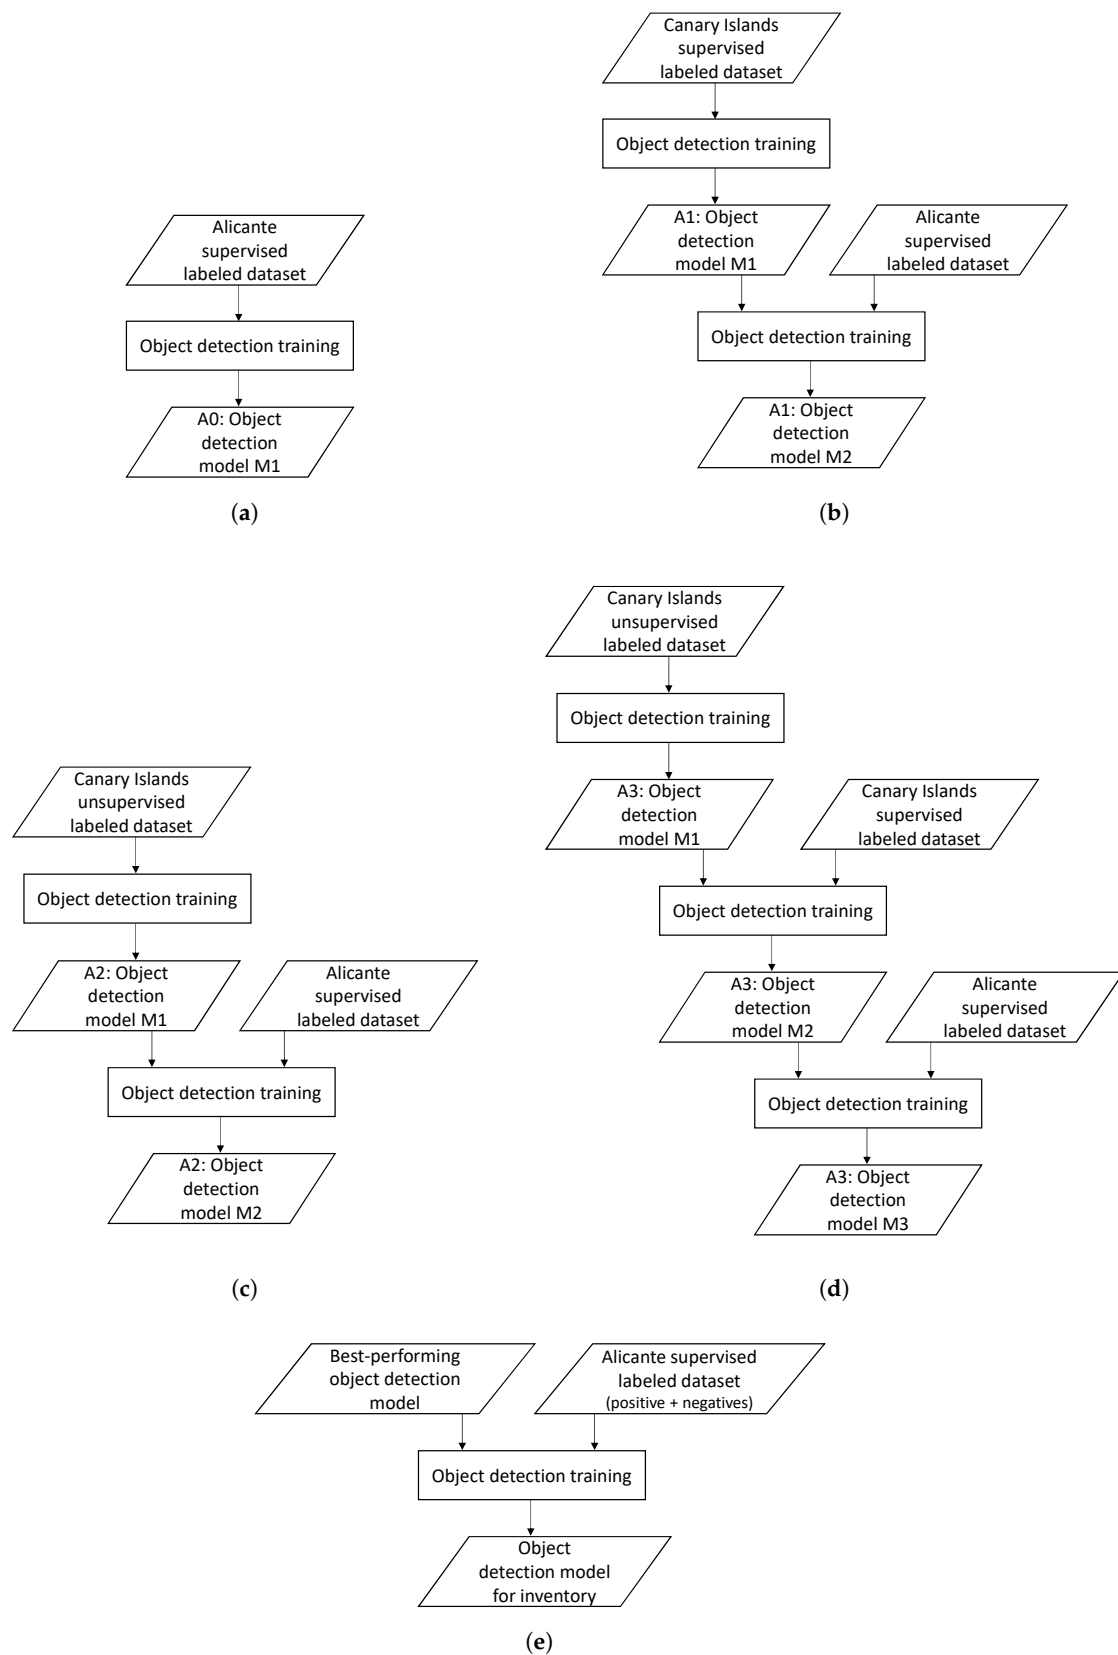 Alicante
supervised
labeled dataset
Object detection training
A0: Object
detection
model M1
(a)
Canary Islands
supervised
labeled dataset
Object detection training
A1: Object
detection
model M1
Alicante
supervised
labeled dataset
Object detection training
A1: Object
detection
model M2
(b)
Canary Islands
unsupervised
labeled dataset
Object detection training
A2: Object
detection
model M1
Alicante
supervised
labeled dataset
Object detection training
A2: Object
detection
model M2
(c)
Canary Islands
unsupervised
labeled dataset
Object detection training
A3: Object
detection
model M1
Canary Islands
supervised
labeled dataset
Object detection training
A3: Object
detection
model M2
Alicante
supervised
labeled dataset
Object detection training
A3: Object
detection
model M3
(d)
Best-performing
object detection
model
Alicante supervised
labeled dataset
(positive + negatives)
Object detection training
Object
detection model
for inventory
(e)